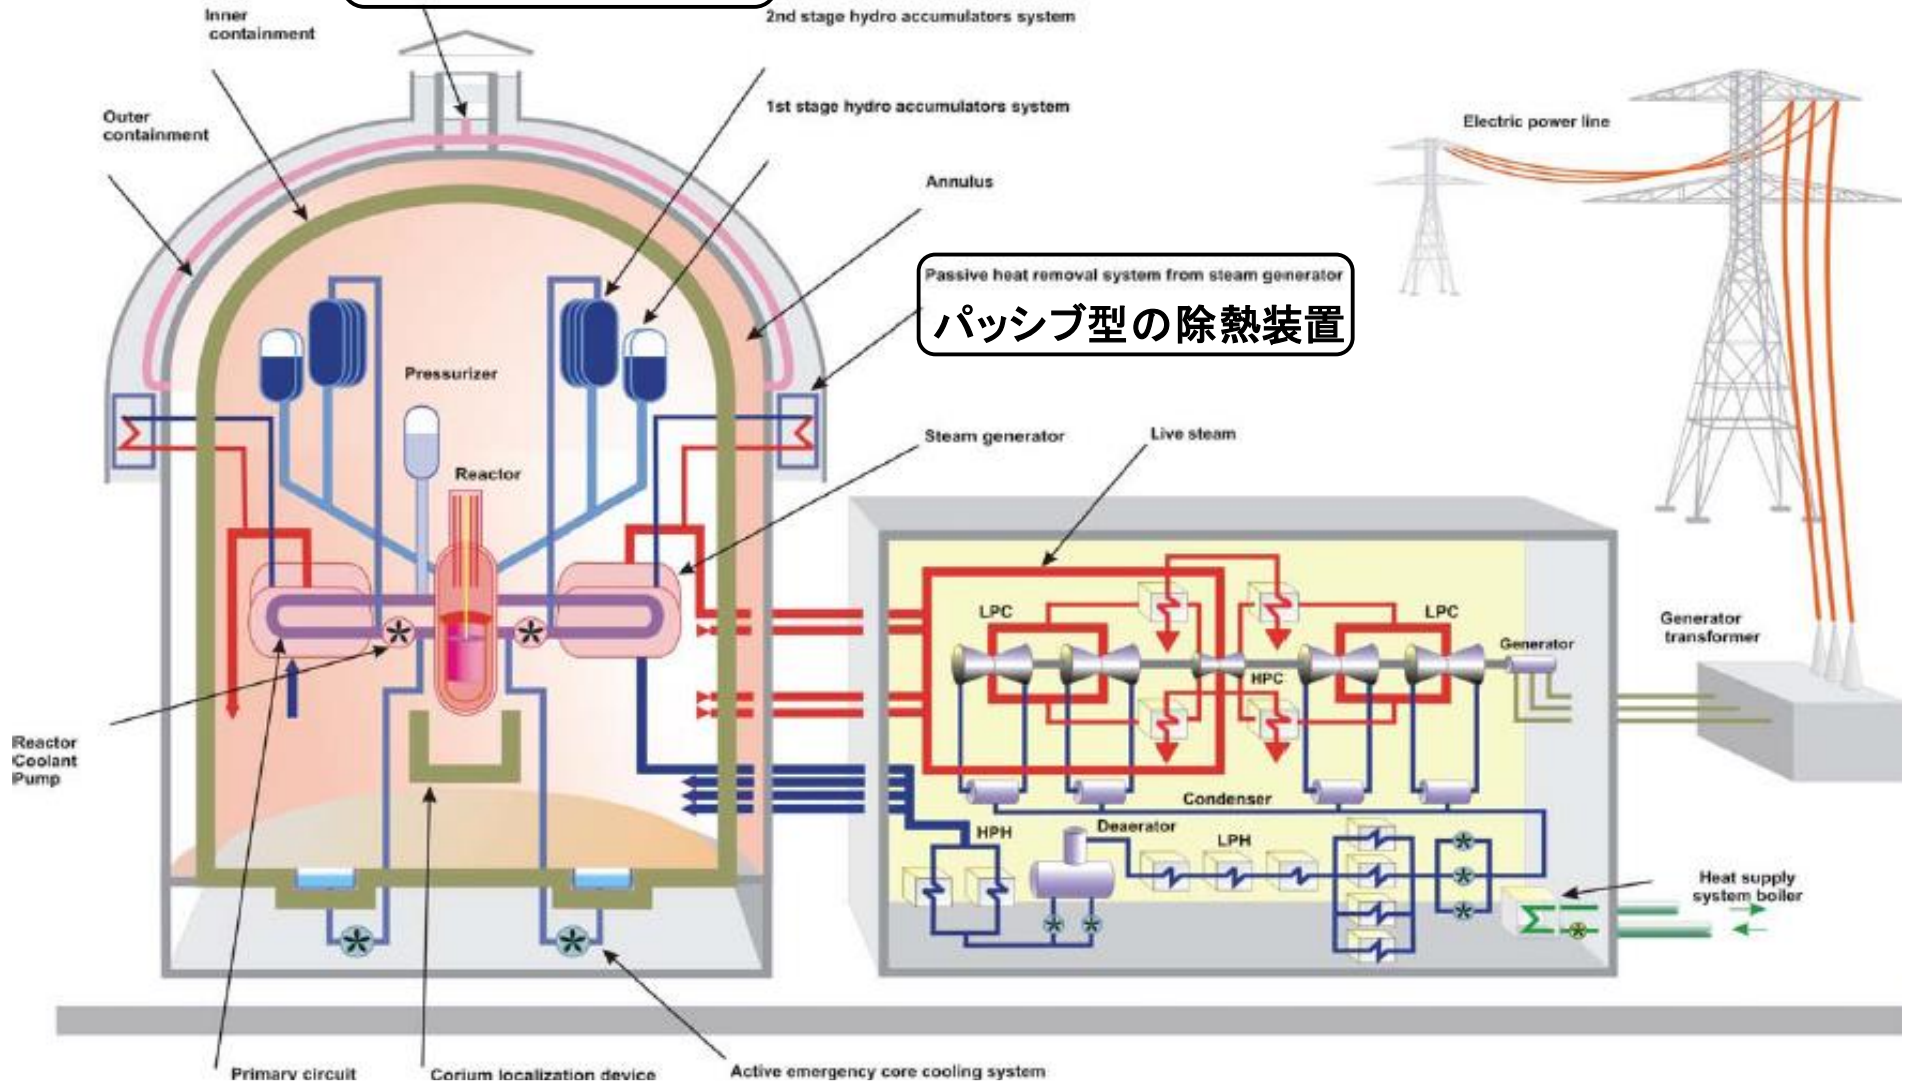 Inner
containment
2nd stage hydro accumulators system
Outer
containment
1st stage hydro accumulators system
Electric power line
Annulus
Passive heat removal system from steam generator
パッシブ型の除熱装置
Pressurizer
Steam generator
Live steam
Reactor
LPC
LPC
Generator
Generator
transformer
HPC
Reactor
Coolant
Pump
Condenser
HPH
Deaerator
LPH
Heat supply
system boiler
Primary circuit
Corium localization device
Active emergency core cooling system